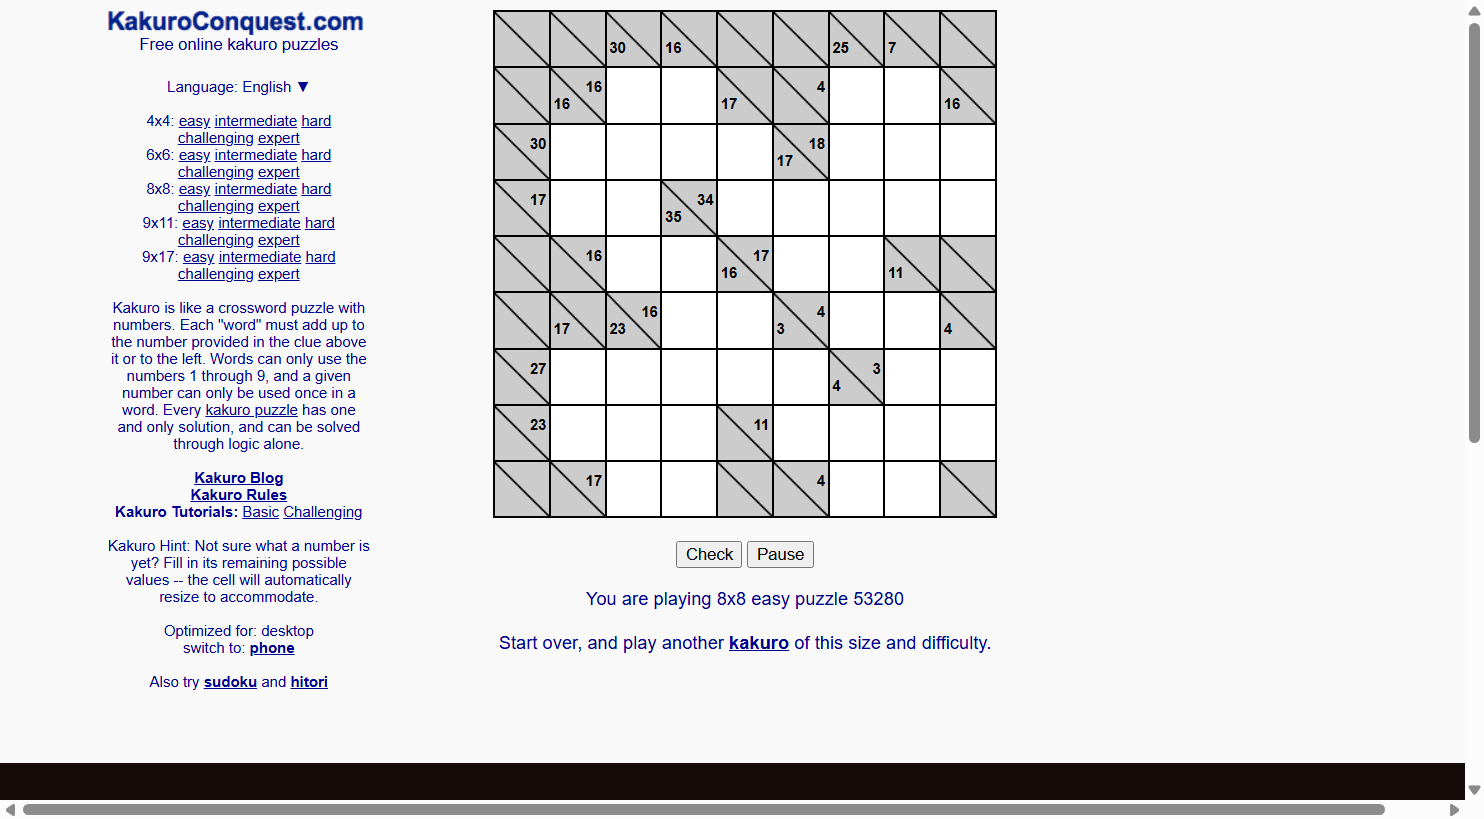 KakuroConquest.com
Free online kakuro puzzles
Language: English ▼
4x4: easy intermediate hard
challenging expert
6x6: easy intermediate hard
challenging expert
8x8: easy intermediate hard
challenging expert
9x11: easy intermediate hard
challenging expert
9x17: easy intermediate hard
challenging expert
Kakuro is like a crossword puzzle with
numbers. Each "word" must add up to
the number provided in the clue above
it or to the left. Words can only use the
numbers 1 through 9, and a given
number can only be used once in a
word. Every kakuro puzzle has one
and only solution, and can be solved
through logic alone.
Kakuro Blog
Kakuro Rules
Kakuro Tutorials: Basic Challenging
Kakuro Hint: Not sure what a number is
yet? Fill in its remaining possible
values -- the cell will automatically
resize to accommodate.
Optimized for: desktop
switch to: phone
Also try sudoku and hitori
30 16 25 7
16 4
16 17 16
30 18
17
17 34
35
16 17
16 11
16 4
17 23 3 4
27 3
4
23 11
17 4
Check Pause
You are playing 8x8 easy puzzle 53280
Start over, and play another kakuro of this size and difficulty.